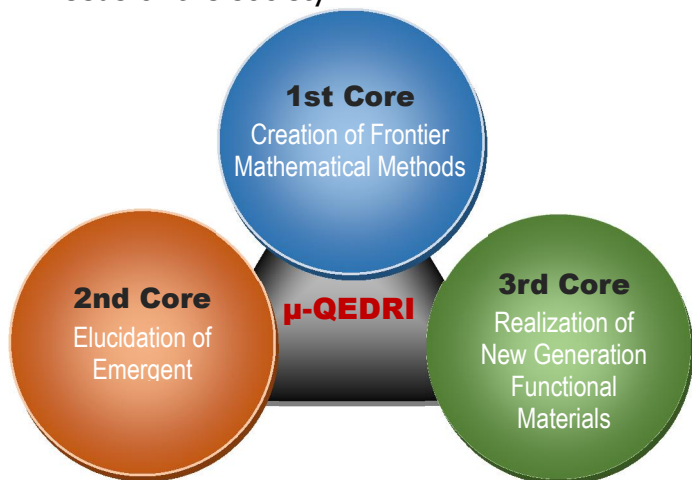 1st Core
Creation of Frontier
Mathematical Methods
2nd Core
Elucidation of
Emergent
μ-QEDRI
3rd Core
Realization of
New Generation
Functional
Materials